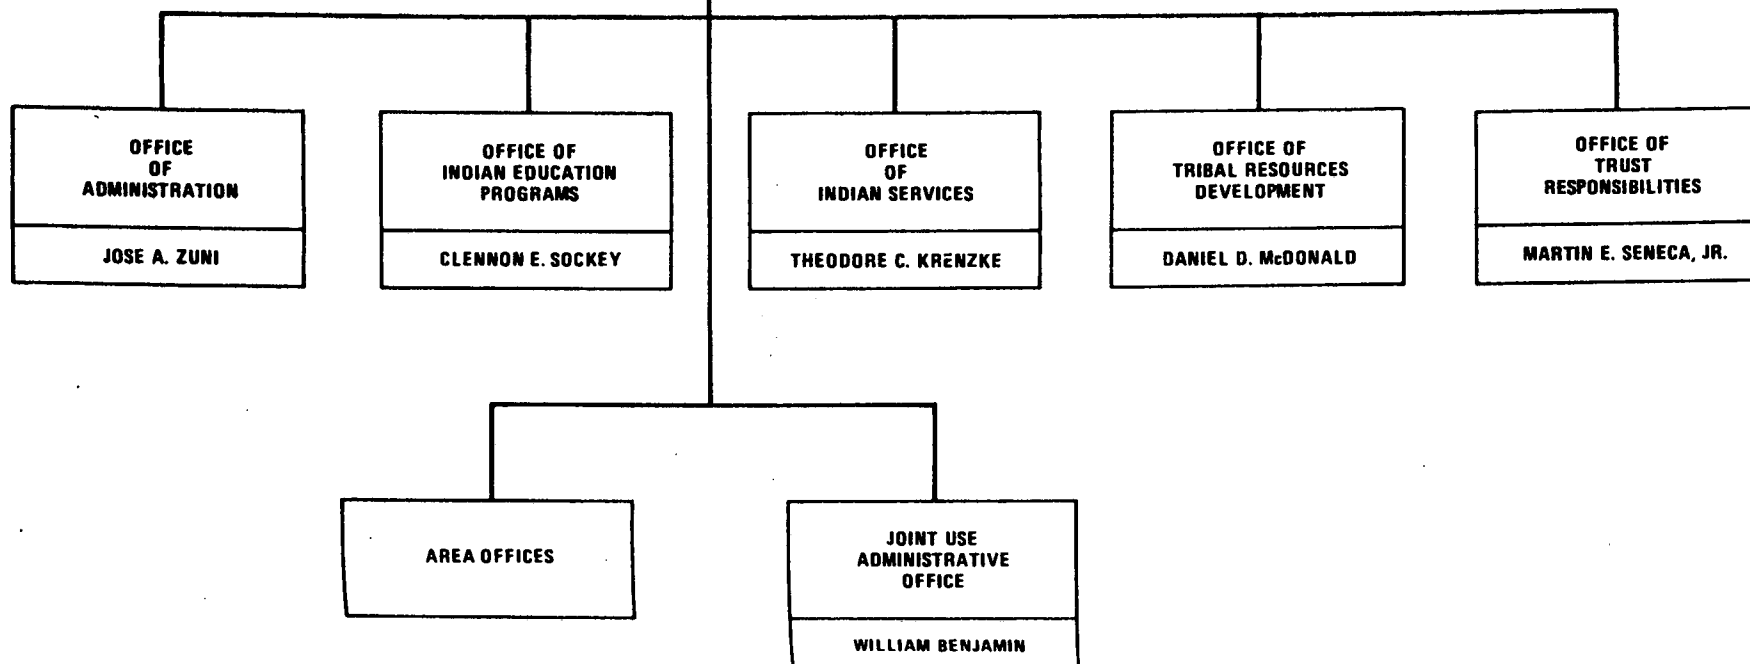 OFFICE
OF
ADMINISTRATION
JOSE A. ZUNI
OFFICE OF
INDIAN EDUCATION
PROGRAMS
CLENNON E. SOCKEY
OFFICE
OF
INDIAN SERVICES
THEODORE C. KRENZKE
OFFICE OF
TRIBAL RESOURCES
DEVELOPMENT
DANIEL D. McDONALD
OFFICE OF
TRUST
RESPONSIBILITIES
MARTIN E. SENECA, JR.
AREA OFFICES
JOINT USE
ADMINISTRATIVE
OFFICE
WILLIAM BENJAMIN